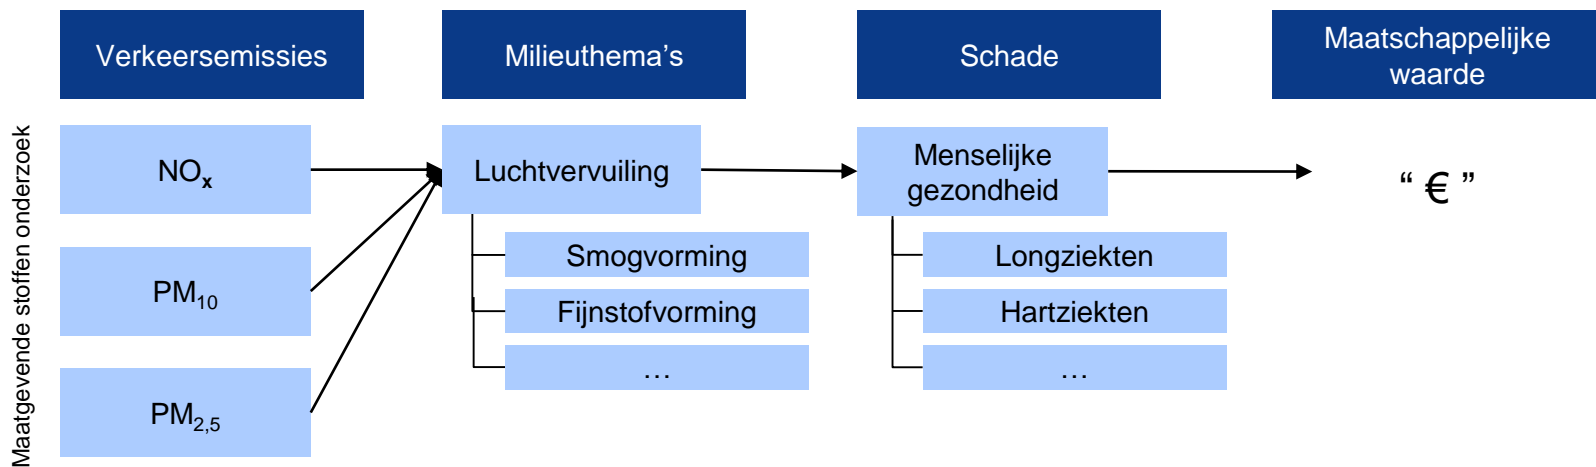 Verkeersemissies
Milieuthema’s
Schade
Maatschappelijke
waarde
Maatgevende stoffen onderzoek
NOx
PM10
PM2,5
Luchtvervuiling
Smogvorming
Fijnstofvorming
…
Menselijke
gezondheid
Longziekten
Hartziekten
…
“ € ”